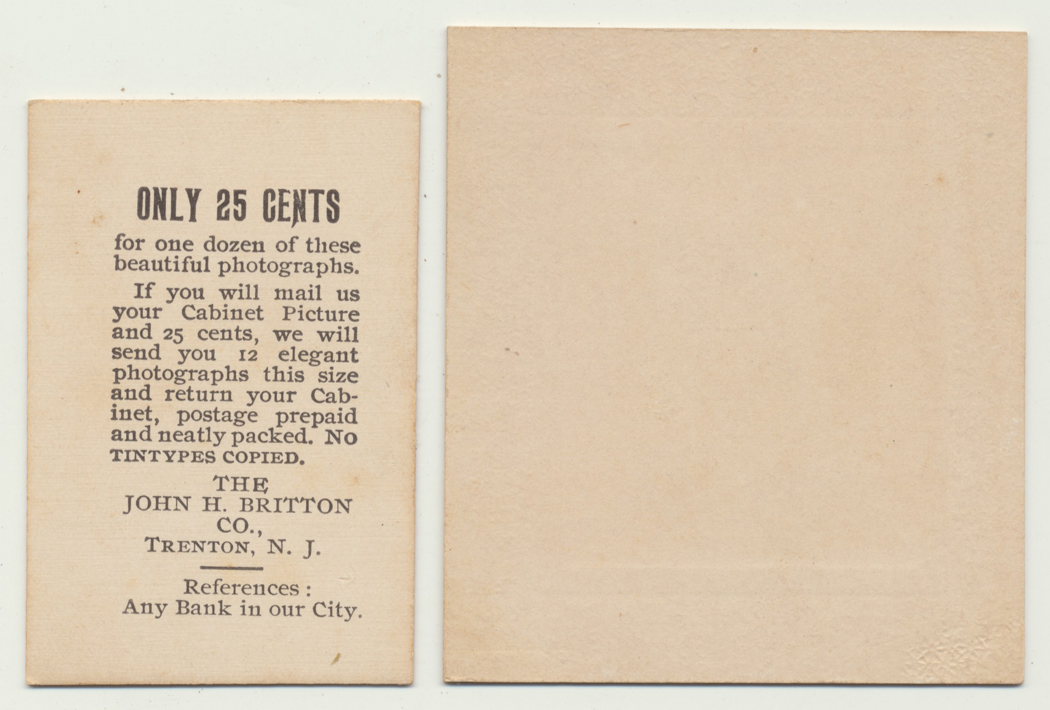 ONLY 25 CENTS
for one dozen of these
beautiful photographs.
If you will mail us
your Cabinet Picture
and 25 cents, we will
send you 12 elegant
photographs this size
and return your Cab-
inet, postage prepaid
and neatly packed. No
TINTYPES COPIED.
THE
JOHN H. BRITTON
CO.,
TRENTON, N. J.
References :
Any Bank in our City.